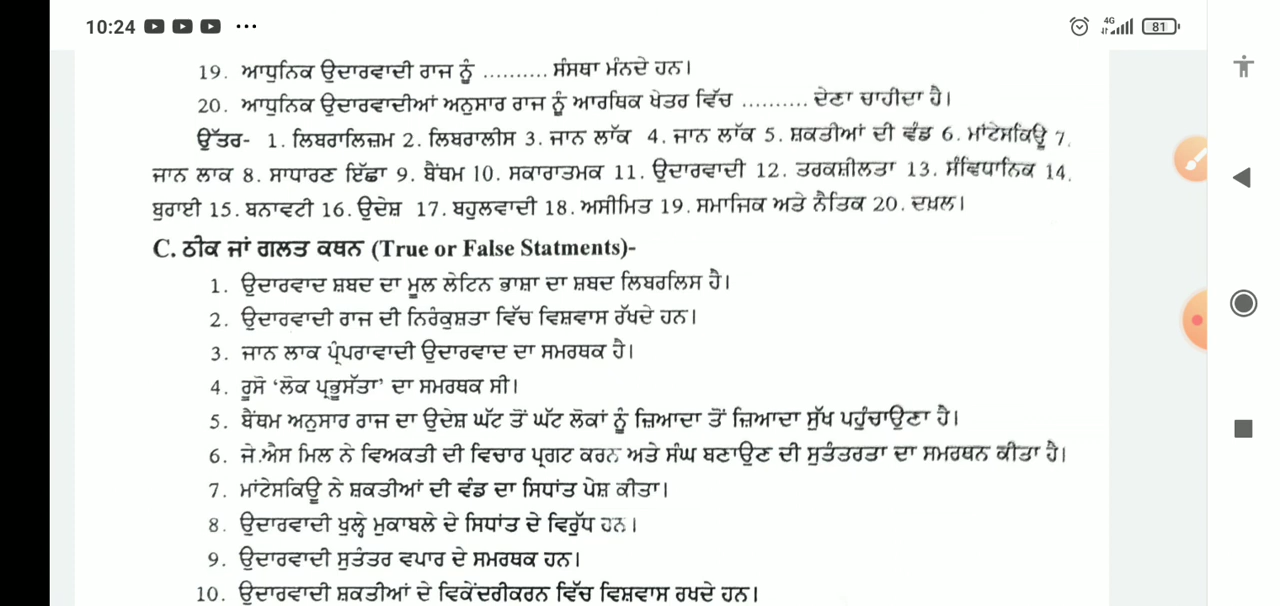 10:24 ...
4G 81
19. ਆਧੁਨਿਕ ਉਦਾਰਵਾਦੀ ਰਾਜ ਨੂੰ .......... ਸੰਸਥਾ ਮੰਨਦੇ ਹਨ।
20. ਆਧੁਨਿਕ ਉਦਾਰਵਾਦੀਆਂ ਅਨੁਸਾਰ ਰਾਜ ਨੂੰ ਆਰਥਿਕ ਖੇਤਰ ਵਿੱਚ .......... ਦੇਣਾ ਚਾਹੀਦਾ ਹੈ।
ਉੱਤਰ- 1. ਲਿਬਰਾਲਿਜ਼ਮ 2. ਲਿਬਰਾਲੀਸ 3. ਜਾਨ ਲਾੱਕ 4. ਜਾਨ ਲਾੱਕ 5. ਸ਼ਕਤੀਆਂ ਦੀ ਵੰਡ 6. ਮਾਂਟੇਸਕਿਊ 7.
ਜਾਨ ਲਾਕ 8. ਸਾਧਾਰਣ ਇੱਛਾ 9. ਬੈਂਥਮ 10. ਸਕਾਰਾਤਮਕ 11. ਉਦਾਰਵਾਦੀ 12. ਤਰਕਸ਼ੀਲਤਾ 13. ਸੰਵਿਧਾਨਿਕ 14.
ਬੁਰਾਈ 15. ਬਨਾਵਟੀ 16. ਉਦੇਸ਼ 17. ਬਹੁਲਵਾਦੀ 18. ਅਸੀਮਿਤ 19. ਸਮਾਜਿਕ ਅਤੇ ਨੈਤਿਕ 20. ਦਖ਼ਲ।
C. ਠੀਕ ਜਾਂ ਗਲਤ ਕਥਨ (True or False Statments)-
1. ਉਦਾਰਵਾਦ ਸ਼ਬਦ ਦਾ ਮੂਲ ਲੇਟਿਨ ਭਾਸ਼ਾ ਦਾ ਸ਼ਬਦ ਲਿਬਰਲਿਸ ਹੈ।
2. ਉਦਾਰਵਾਦੀ ਰਾਜ ਦੀ ਨਿਰੰਕੁਸ਼ਤਾ ਵਿੱਚ ਵਿਸ਼ਵਾਸ ਰੱਖਦੇ ਹਨ।
3. ਜਾਨ ਲਾਕ ਪ੍ਰੰਪਰਾਵਾਦੀ ਉਦਾਰਵਾਦ ਦਾ ਸਮਰਥਕ ਹੈ।
4. ਰੂਸੋ ‘ਲੋਕ ਪ੍ਰਭੂਸੱਤਾ’ ਦਾ ਸਮਰਥਕ ਸੀ।
5. ਬੈਂਥਮ ਅਨੁਸਾਰ ਰਾਜ ਦਾ ਉਦੇਸ਼ ਘੱਟ ਤੋਂ ਘੱਟ ਲੋਕਾਂ ਨੂੰ ਜ਼ਿਆਦਾ ਤੋਂ ਜ਼ਿਆਦਾ ਸੁੱਖ ਪਹੁੰਚਾਉਣਾ ਹੈ।
6. ਜੇ.ਐਸ ਮਿਲ ਨੇ ਵਿਅਕਤੀ ਦੀ ਵਿਚਾਰ ਪ੍ਰਗਟ ਕਰਨ ਅਤੇ ਸੰਘ ਬਣਾਉਣ ਦੀ ਸੁਤੰਤਰਤਾ ਦਾ ਸਮਰਥਨ ਕੀਤਾ ਹੈ।
7. ਮਾਂਟੇਸਕਿਊ ਨੇ ਸ਼ਕਤੀਆਂ ਦੀ ਵੰਡ ਦਾ ਸਿਧਾਂਤ ਪੇਸ਼ ਕੀਤਾ।
8. ਉਦਾਰਵਾਦੀ ਖੁਲ੍ਹੇ ਮੁਕਾਬਲੇ ਦੇ ਸਿਧਾਂਤ ਦੇ ਵਿਰੁੱਧ ਹਨ।
9. ਉਦਾਰਵਾਦੀ ਸੁਤੰਤਰ ਵਪਾਰ ਦੇ ਸਮਰਥਕ ਹਨ।
10. ਉਦਾਰਵਾਦੀ ਸ਼ਕਤੀਆਂ ਦੇ ਵਿਕੇਂਦਰੀਕਰਨ ਵਿੱਚ ਵਿਸ਼ਵਾਸ ਰਖਦੇ ਹਨ।